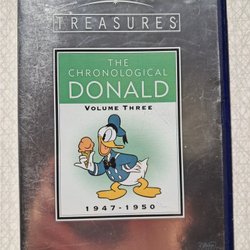 TREASURES
THE
CHRONOLOGICAL
DONALD
VOLUME THREE
1947-1950